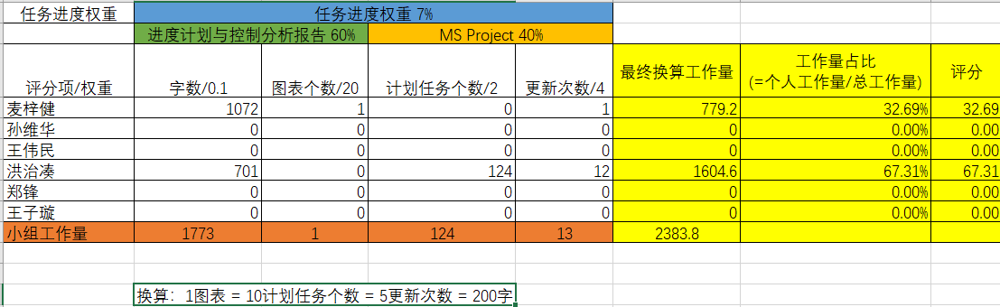 任务进度权重 任务进度权重 7%
进度计划与控制分析报告 60% MS Project 40%
评分项/权重 字数/0.1 图表个数/20 计划任务个数/2 更新次数/4 最终换算工作量 工作量占比 评分
(=个人工作量/总工作量)
麦梓健 1072 1 0 1 779.2 32.69% 32.69
孙维华 0 0 0 0 0 0.00% 0.00
王伟民 0 0 0 0 0 0.00% 0.00
洪治凑 701 0 124 12 1604.6 67.31% 67.31
郑锋 0 0 0 0 0 0.00% 0.00
王子璇 0 0 0 0 0 0.00% 0.00
小组工作量 1773 1 124 13 2383.8
换算：1图表 = 10计划任务个数 = 5更新次数 = 200字